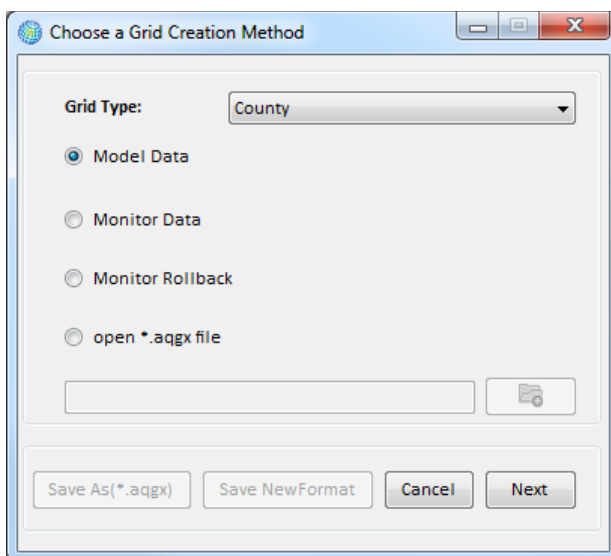 Choose a Grid Creation Method
Grid Type: County
Model Data
Monitor Data
Monitor Rollback
open *.aqgx file
Save As(*.aqgx) Save NewFormat Cancel Next